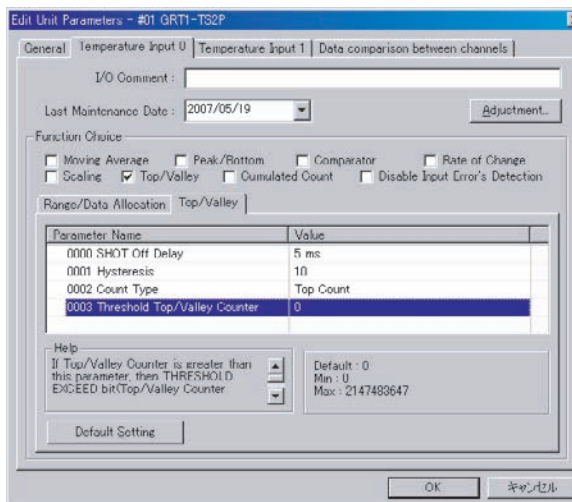 Edit Unit Parameters - #01 GRT1-TS2P
General Temperature Input 0 Temperature Input 1 Data comparison between channels
I/O Comment :
Last Maintenance Date : 2007/05/19 Adjustment...
Function Choice
Moving Average Peak/Bottom Comparator Rate of Change
Scaling Top/Valley Cumulated Count Disable Input Error's Detection
Range/Data Allocation Top/Valley
Parameter Name Value
0000 SHOT Off Delay 5 ms
0001 Hysteresis 10
0002 Count Type Top Count
0003 Threshold Top/Valley Counter 0
Help
If Top/Valley Counter is greater than
this parameter, then THRESHOLD
EXCEED bit(Top/Valley Counter
Default : 0
Min : 0
Max : 2147483647
Default Setting
OK キャンセル